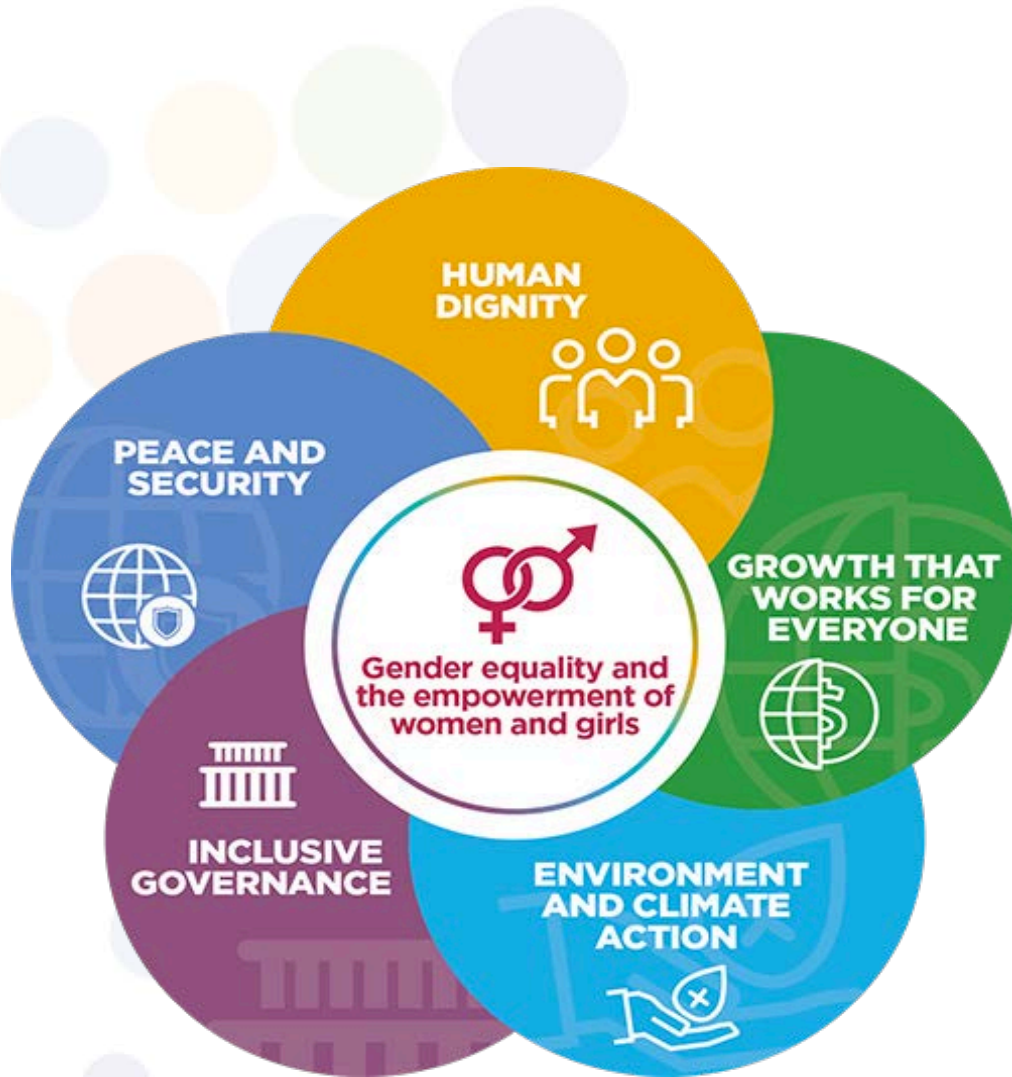 HUMAN
DIGNITY
PEACE AND
SECURITY
GROWTH THAT
WORKS FOR
EVERYONE
Gender equality and
the empowerment of
women and girls
INCLUSIVE
GOVERNANCE
ENVIRONMENT
AND CLIMATE
ACTION